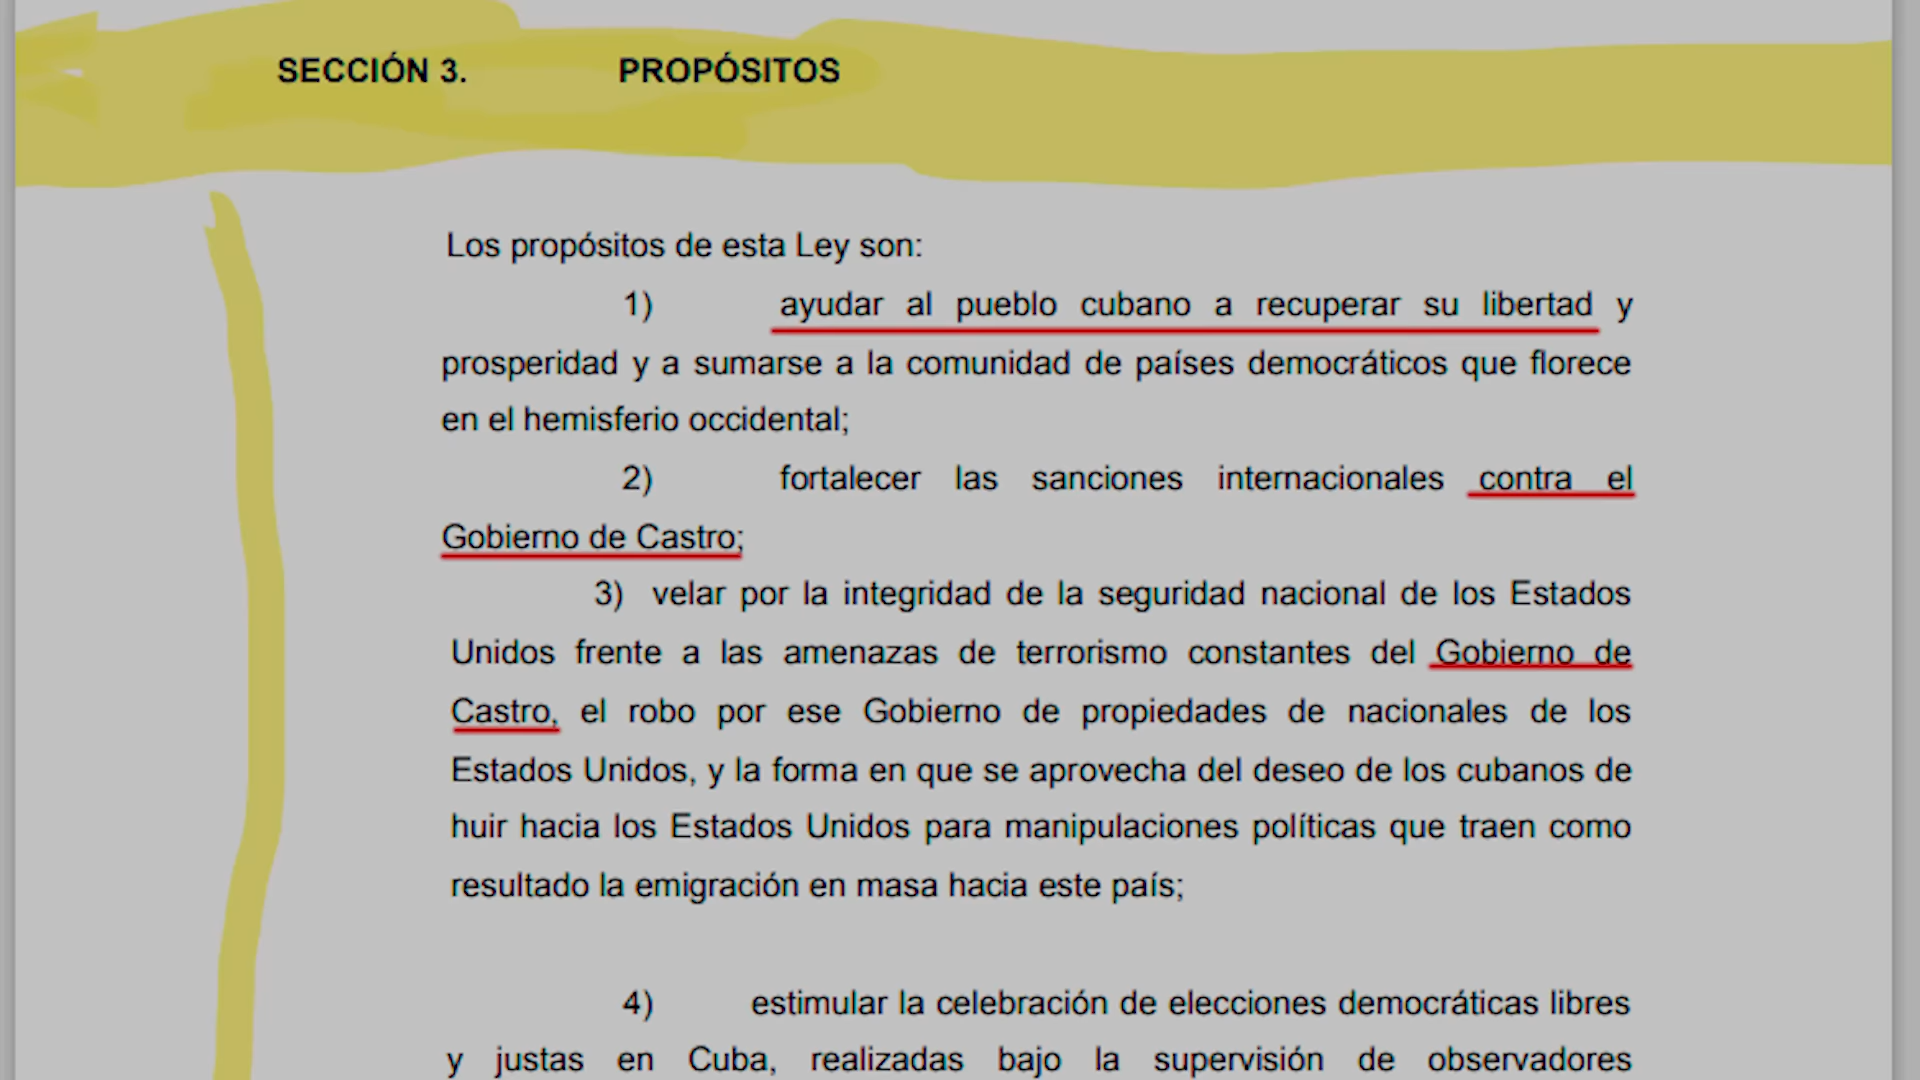 SECCIÓN 3. PROPÓSITOS
Los propósitos de esta Ley son:
1) ayudar al pueblo cubano a recuperar su libertad y
prosperidad y a sumarse a la comunidad de países democráticos que florece
en el hemisferio occidental;
2) fortalecer las sanciones internacionales contra el
Gobierno de Castro;
3) velar por la integridad de la seguridad nacional de los Estados
Unidos frente a las amenazas de terrorismo constantes del Gobierno de
Castro, el robo por ese Gobierno de propiedades de nacionales de los
Estados Unidos, y la forma en que se aprovecha del deseo de los cubanos de
huir hacia los Estados Unidos para manipulaciones políticas que traen como
resultado la emigración en masa hacia este país;
4) estimular la celebración de elecciones democráticas libres
y justas en Cuba, realizadas bajo la supervisión de observadores